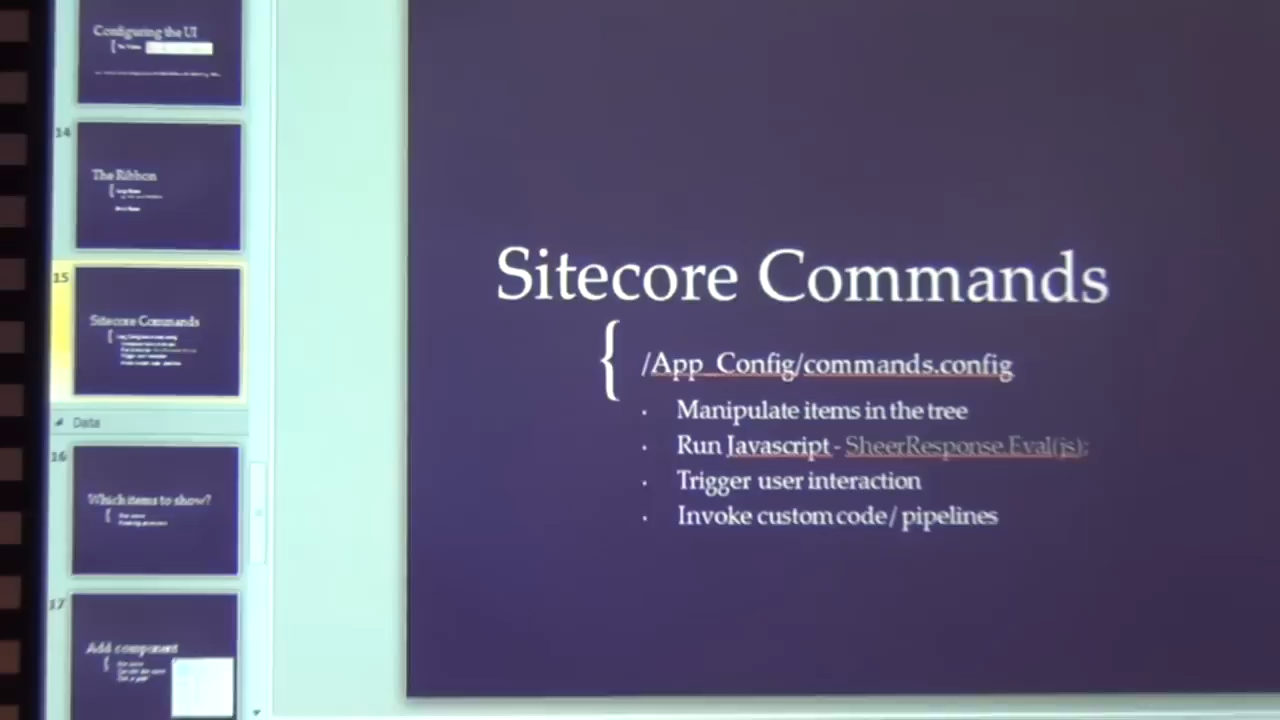 Configuring the UI
14
The Ribbon
15
Sitecore Commands
Data
16
Which items to show?
17
Add component
Sitecore Commands
/App_Config/commands.config
Manipulate items in the tree
Run Javascript - SheerResponse.Eval(js);
Trigger user interaction
Invoke custom code / pipelines